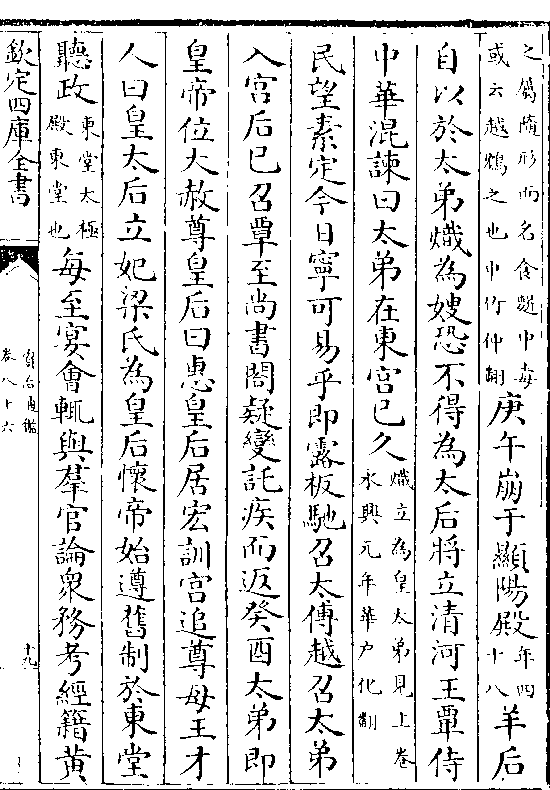 之屬隨形而名食䴵中毒
或云越鴆之也中竹仲翻
庚午崩于顯陽殿
年四
十八
羊后
自以於太弟熾為嫂恐不得為太后將立清河王覃侍
中華混諫曰太弟在東宮已久
熾立為皇太弟見上卷
永興元年華户化翻
民望素定今日寧可易乎即露板馳召太傅越召太弟
入宮后已召覃至尚書閣疑變託疾而返癸酉太弟即
皇帝位大赦尊皇后曰惠皇后居宏訓宮追尊母王才
人曰皇太后立妃梁氏為皇后懷帝始遵舊制於東堂
聽政
東堂太極
殿東堂也
每至宴會輒與羣官論衆務考經籍黄
欽定四庫全書
資治通鑑
卷八十六
十九